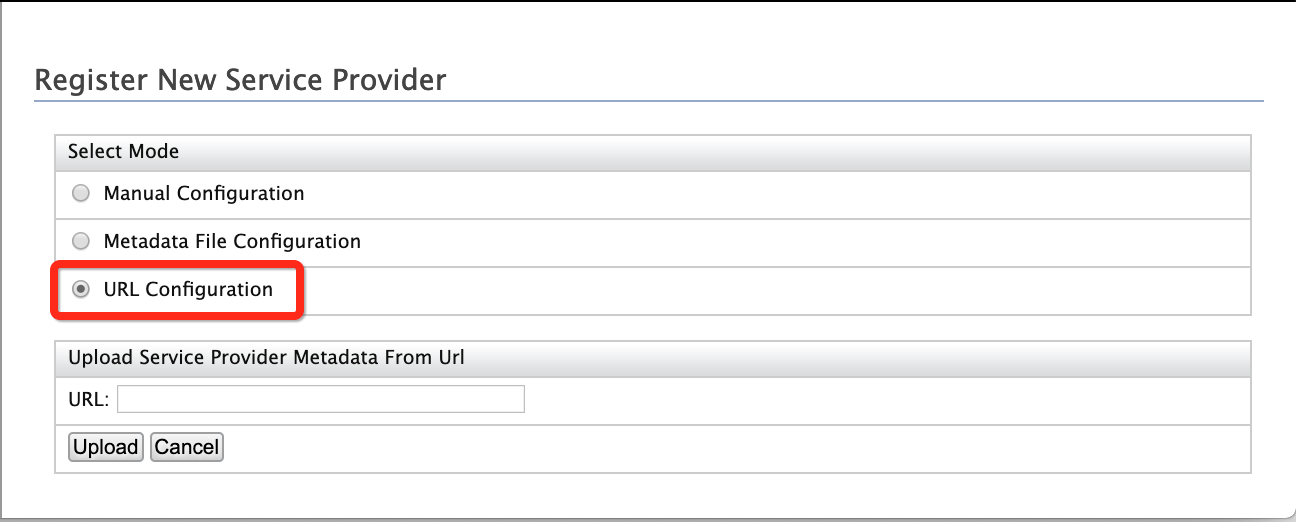 Register New Service Provider
Select Mode
Manual Configuration
Metadata File Configuration
URL Configuration
Upload Service Provider Metadata From Url
URL:
Upload Cancel